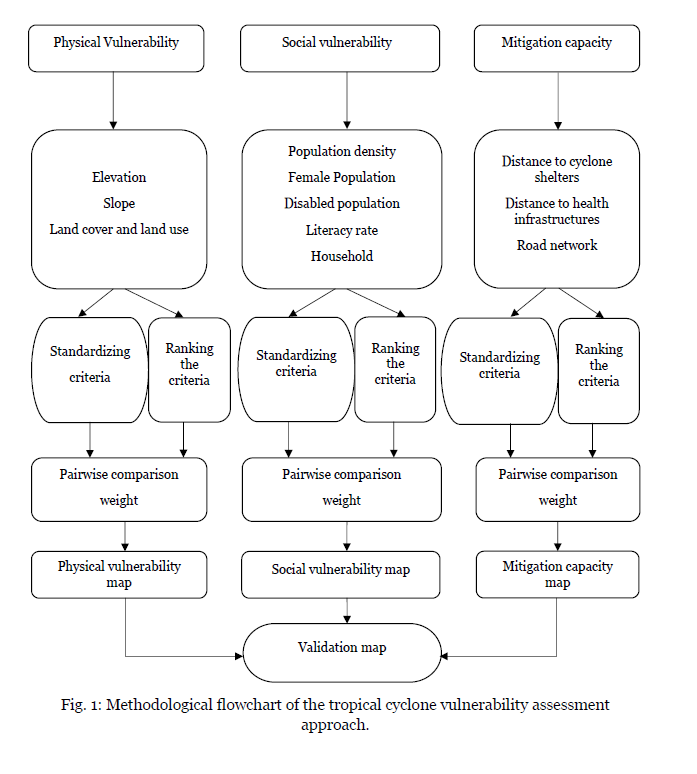 Physical Vulnerability
Social vulnerability
Mitigation capacity
Elevation
Slope
Land cover and land use
Population density
Female Population
Disabled population
Literacy rate
Household
Distance to cyclone
shelters
Distance to health
infrastructures
Road network
Standardizing
criteria
Ranking
the
criteria
Standardizing
criteria
Ranking
the
criteria
Standardizing
criteria
Ranking
the
criteria
Pairwise comparison
weight
Pairwise comparison
weight
Pairwise comparison
weight
Physical vulnerability
map
Social vulnerability map
Mitigation capacity
map
Validation map
Fig. 1: Methodological flowchart of the tropical cyclone vulnerability assessment
approach.